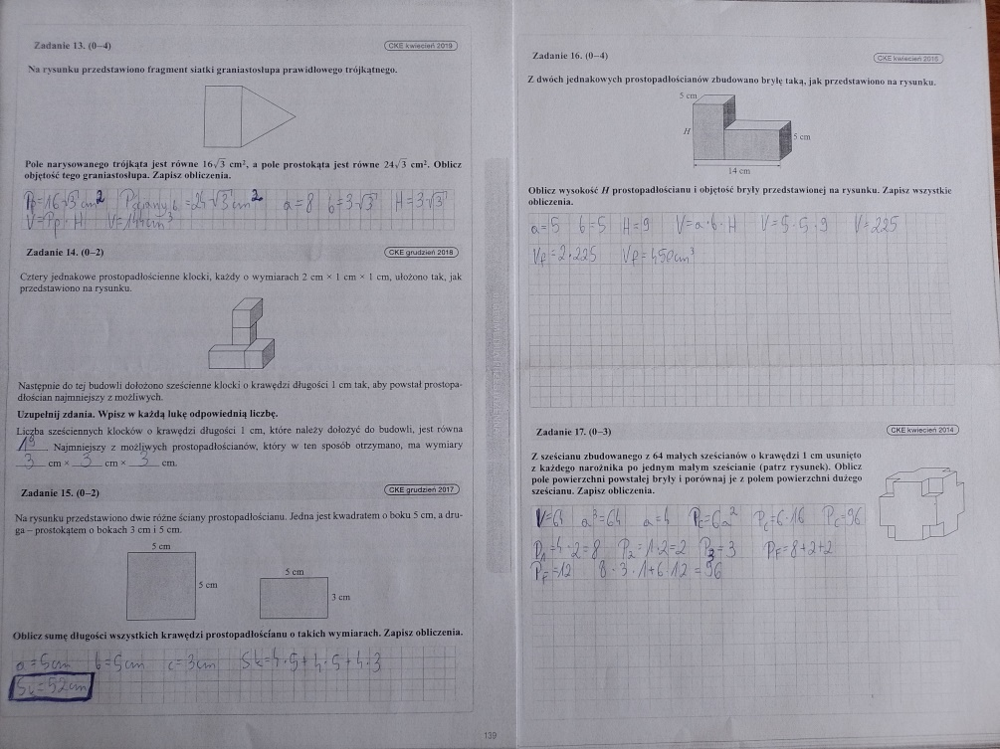 Zadanie 13. (0–4)
CKE kwiecień 2019
Na rysunku przedstawiono fragment siatki graniastosłupa prawidłowego trójkątnego.
Pole narysowanego trójkąta jest równe 16√3 cm², a pole prostokąta jest równe 24√3 cm². Oblicz
objętość tego graniastosłupa. Zapisz obliczenia.
Pp=16√3 cm² Pściany b.=24√3 cm² a=8 b=3√3 H=3√3
V=Pp·H V=144cm³
Zadanie 14. (0–2)
CKE grudzień 2018
Cztery jednakowe prostopadłościenne klocki, każdy o wymiarach 2 cm × 1 cm × 1 cm, ułożono tak, jak
przedstawiono na rysunku.
Następnie do tej budowli dołożono sześcienne klocki o krawędzi długości 1 cm tak, aby powstał prostopa-
dłościan najmniejszy z możliwych.
Uzupełnij zdania. Wpisz w każdą lukę odpowiednią liczbę.
Liczba sześciennych klocków o krawędzi długości 1 cm, które należy dołożyć do budowli, jest równa
19. Najmniejszy z możliwych prostopadłościanów, który w ten sposób otrzymano, ma wymiary
3 cm × 3 cm × 3 cm.
Zadanie 15. (0–2)
CKE grudzień 2017
Na rysunku przedstawiono dwie różne ściany prostopadłościanu. Jedna jest kwadratem o boku 5 cm, a dru-
ga – prostokątem o bokach 3 cm i 5 cm.
5 cm
5 cm
5 cm
3 cm
Oblicz sumę długości wszystkich krawędzi prostopadłościanu o takich wymiarach. Zapisz obliczenia.
a=5cm b=5cm c=3cm Sk=4·5+4·5+4·3
Sk=52cm
139
Zadanie 16. (0–4)
CKE kwiecień 2015
Z dwóch jednakowych prostopadłościanów zbudowano bryłę taką, jak przedstawiono na rysunku.
5 cm
H
5 cm
14 cm
Oblicz wysokość H prostopadłościanu i objętość bryły przedstawionej na rysunku. Zapisz wszystkie
obliczenia.
a=5 b=5 H=9 V=a·b·H V=5·5·9 V=225
Vf=2·225 Vf=450cm³
Zadanie 17. (0–3)
CKE kwiecień 2014
Z sześcianu zbudowanego z 64 małych sześcianów o krawędzi 1 cm usunięto
z każdego narożnika po jednym małym sześcianie (patrz rysunek). Oblicz
pole powierzchni powstałej bryły i porównaj je z polem powierzchni dużego
sześcianu. Zapisz obliczenia.
V=64 a³=64 a=4 Pc=6a² Pc=6·16 Pc=96
P1=4·2=8 P2=1·2=2 P3=3 PF=8+2+2
PF=12 8·3·1+6·12=96